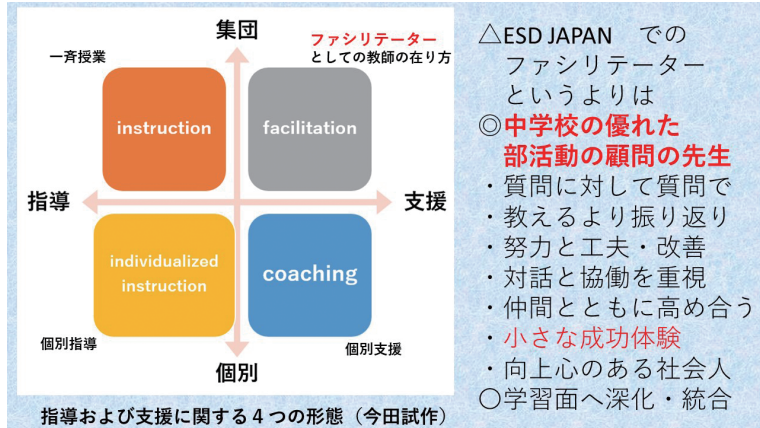 集団
一斉授業
ファシリテーター
としての教師の在り方
instruction
facilitation
指導
支援
individualized
instruction
coaching
個別指導
個別支援
個別
指導および支援に関する４つの形態（今田試作）
△ESD JAPAN　での
ファシリテーター
というよりは
◎中学校の優れた
部活動の顧問の先生
・質問に対して質問で
・教えるより振り返り
・努力と工夫・改善
・対話と協働を重視
・仲間とともに高め合う
・小さな成功体験
・向上心のある社会人
〇学習面へ深化・統合